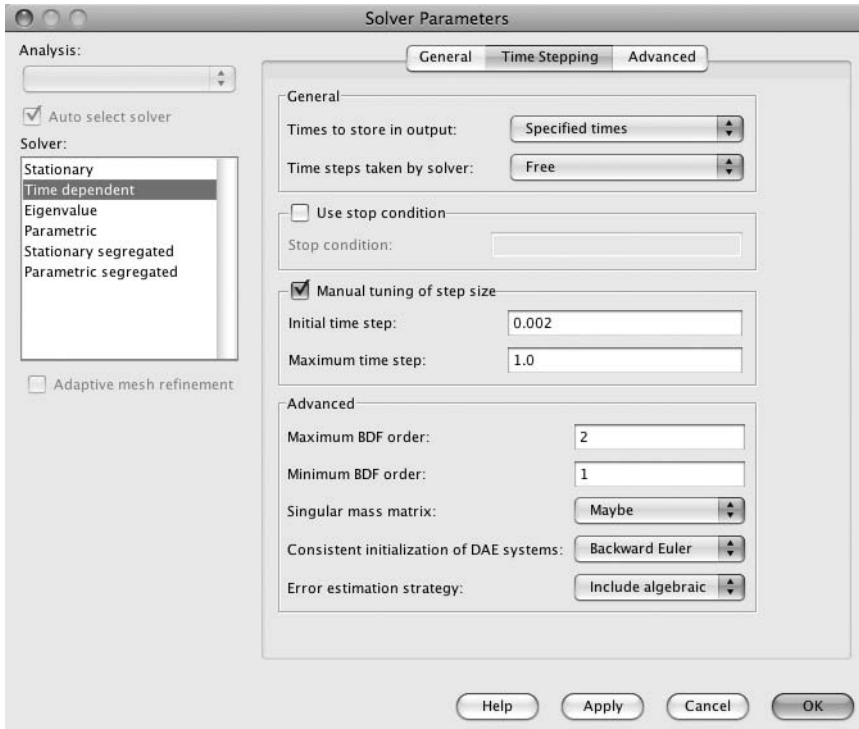 Solver Parameters
Analysis:
Auto select solver
Solver:
Stationary
Time dependent
Eigenvalue
Parametric
Stationary segregated
Parametric segregated
Adaptive mesh refinement
General Time Stepping Advanced
General
Times to store in output: Specified times
Time steps taken by solver: Free
Use stop condition
Stop condition:
Manual tuning of step size
Initial time step: 0.002
Maximum time step: 1.0
Advanced
Maximum BDF order: 2
Minimum BDF order: 1
Singular mass matrix: Maybe
Consistent initialization of DAE systems: Backward Euler
Error estimation strategy: Include algebraic
Help Apply Cancel OK